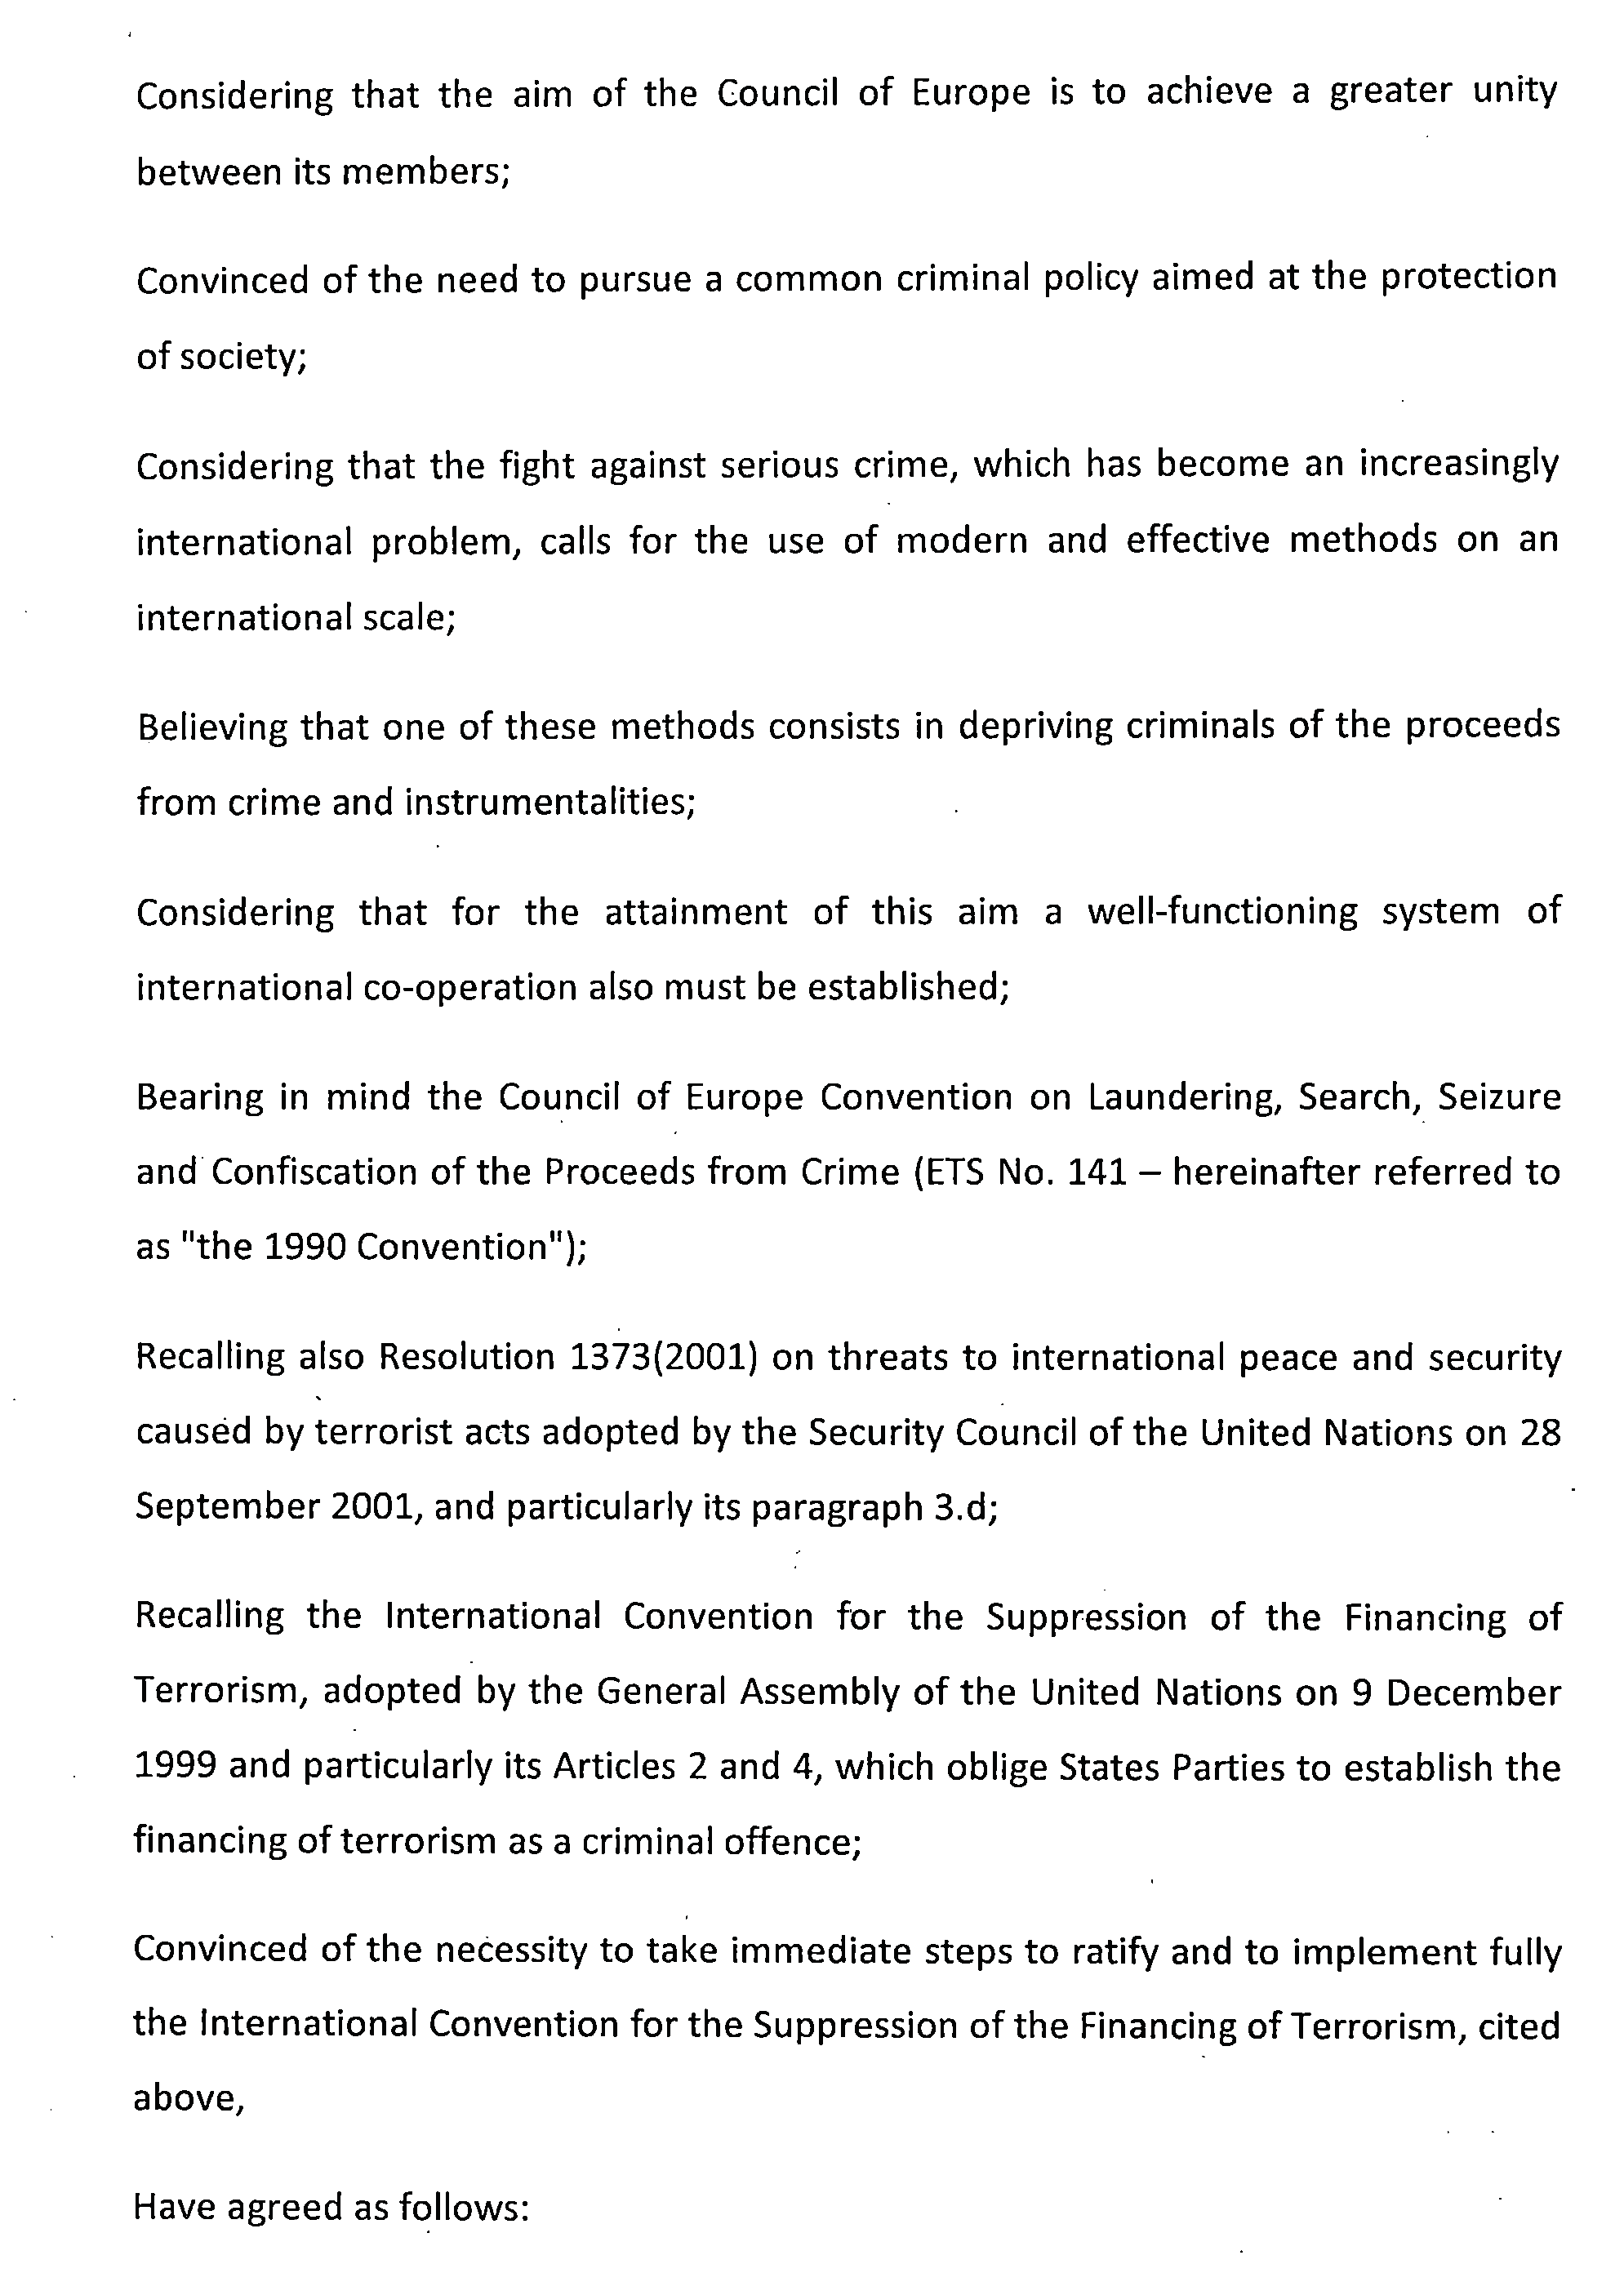 Considering that the aim of the Council of Europe is to achieve a greater unity
between its members;
Convinced of the need to pursue a common criminal policy aimed at the protection
of society;
Considering that the fight against serious crime, which has become an increasingly
international problem, calls for the use of modern and effective methods on an
international scale;
Believing that one of these methods consists in depriving criminals of the proceeds
from crime and instrumentalities;
Considering that for the attainment of this aim a well-functioning system of
international co-operation also must be established;
Bearing in mind the Council of Europe Convention on Laundering, Search, Seizure
and Confiscation of the Proceeds from Crime (ETS No. 141 – hereinafter referred to
as "the 1990 Convention");
Recalling also Resolution 1373(2001) on threats to international peace and security
caused by terrorist acts adopted by the Security Council of the United Nations on 28
September 2001, and particularly its paragraph 3.d;
Recalling the International Convention for the Suppression of the Financing of
Terrorism, adopted by the General Assembly of the United Nations on 9 December
1999 and particularly its Articles 2 and 4, which oblige States Parties to establish the
financing of terrorism as a criminal offence;
Convinced of the necessity to take immediate steps to ratify and to implement fully
the International Convention for the Suppression of the Financing of Terrorism, cited
above,
Have agreed as follows: